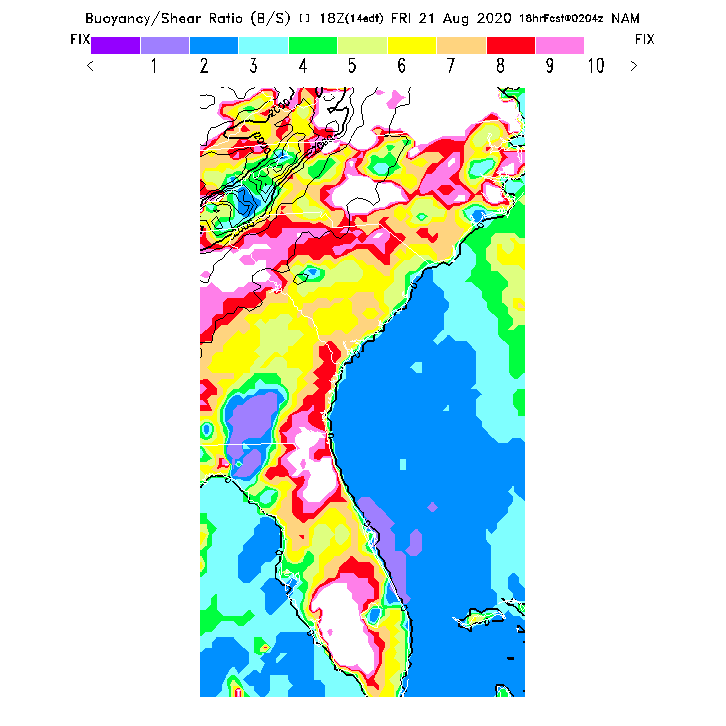 Buoyancy/Shear Ratio (B/S) [] 18Z(14edt) FRI 21 Aug 2020 18hrFcst@0204z NAM
FIX FIX
< 1 2 3 4 5 6 7 8 9 10 >